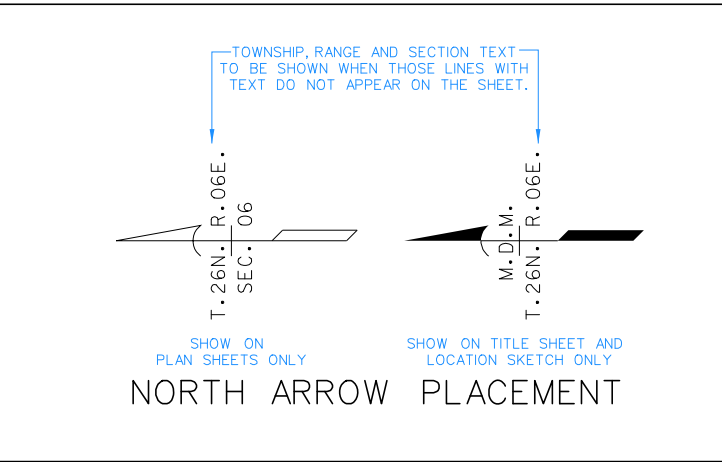 TOWNSHIP, RANGE AND SECTION TEXT
TO BE SHOWN WHEN THOSE LINES WITH
TEXT DO NOT APPEAR ON THE SHEET.
T.26N. R.06E.
SEC. 06
M.D.M.
T.26N. R.06E.
SHOW ON
PLAN SHEETS ONLY
SHOW ON TITLE SHEET AND
LOCATION SKETCH ONLY
NORTH ARROW PLACEMENT